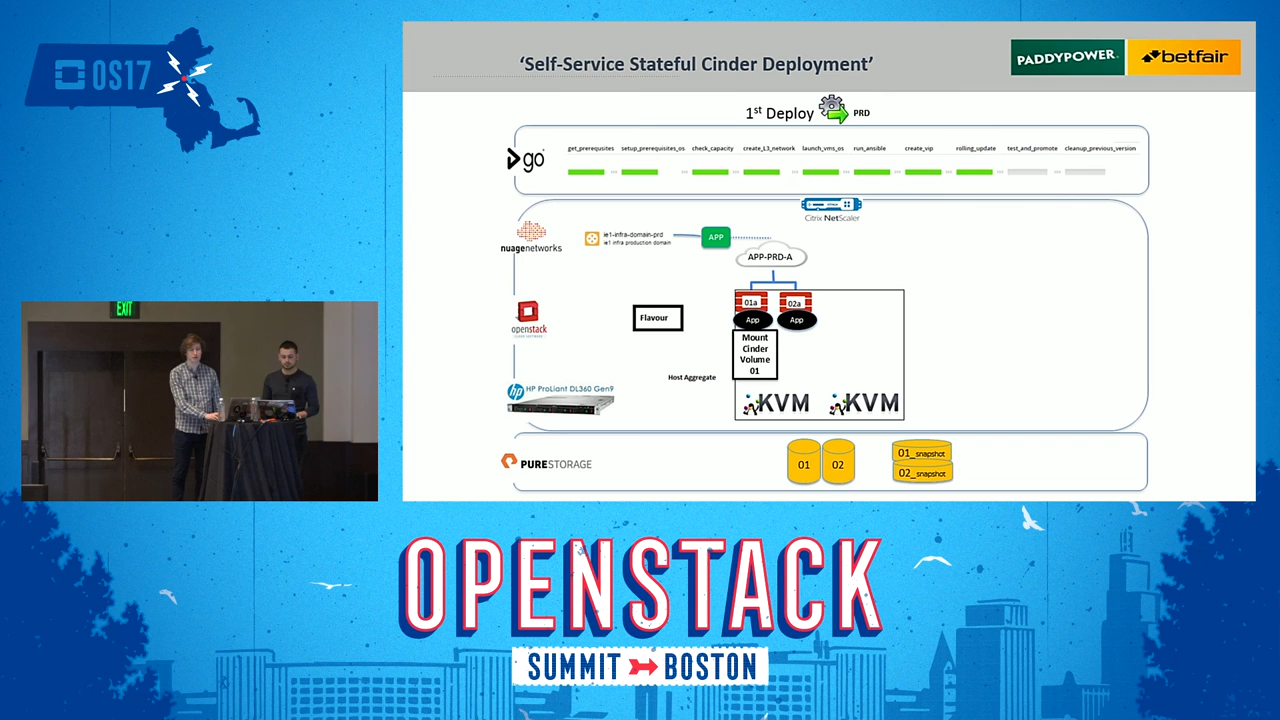 OS17
EXIT
‘Self-Service Stateful Cinder Deployment’
PADDYPOWER.
betfair
1st Deploy
PRD
go
get_prerequsites
setup_prerequisites_os
check_capacity
create_L3_network
launch_vms_os
run_ansible
create_vip
rolling_update
test_and_promote
cleanup_previous_version
Citrix NetScaler
nuagenetworks
ie1-infra-domain-prd
ie1 infra production domain
APP
APP-PRD-A
openstack
Flavour
01a
02a
App
App
Mount
Cinder
Volume
01
Host Aggregate
hp
HP ProLiant DL360 Gen9
KVM
KVM
PURESTORAGE
01
02
01_snapshot
02_snapshot
OPENSTACK
SUMMIT
BOSTON